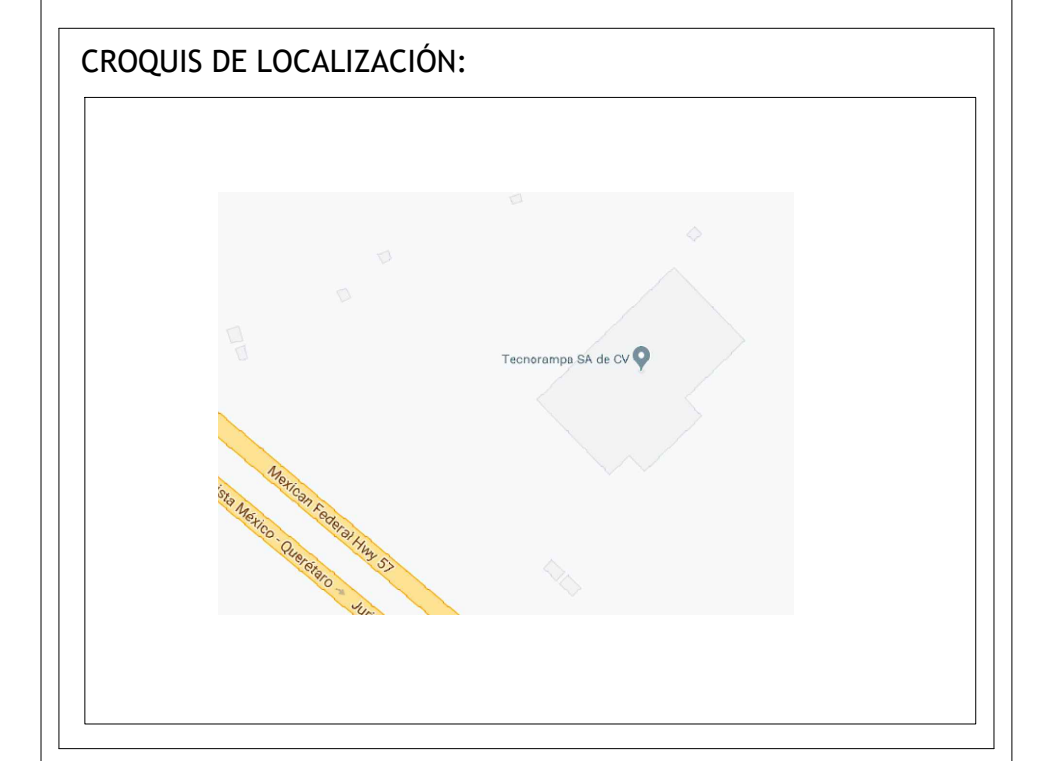 CROQUIS DE LOCALIZACIÓN:
Tecnorampa SA de CV
Mexican Federal Hwy 57
ista México - Querétaro